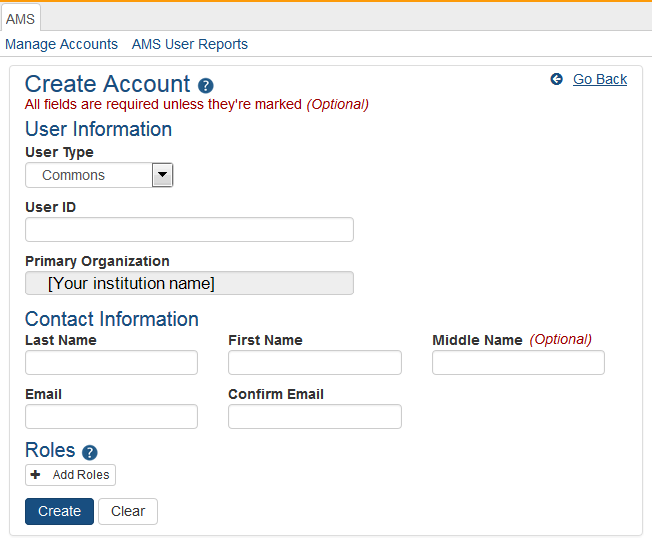 AMS
Manage Accounts AMS User Reports
Create Account ? Go Back
All fields are required unless they're marked (Optional)
User Information
User Type
Commons
User ID
Primary Organization
[Your institution name]
Contact Information
Last Name First Name Middle Name (Optional)
Email Confirm Email
Roles ?
+ Add Roles
Create Clear